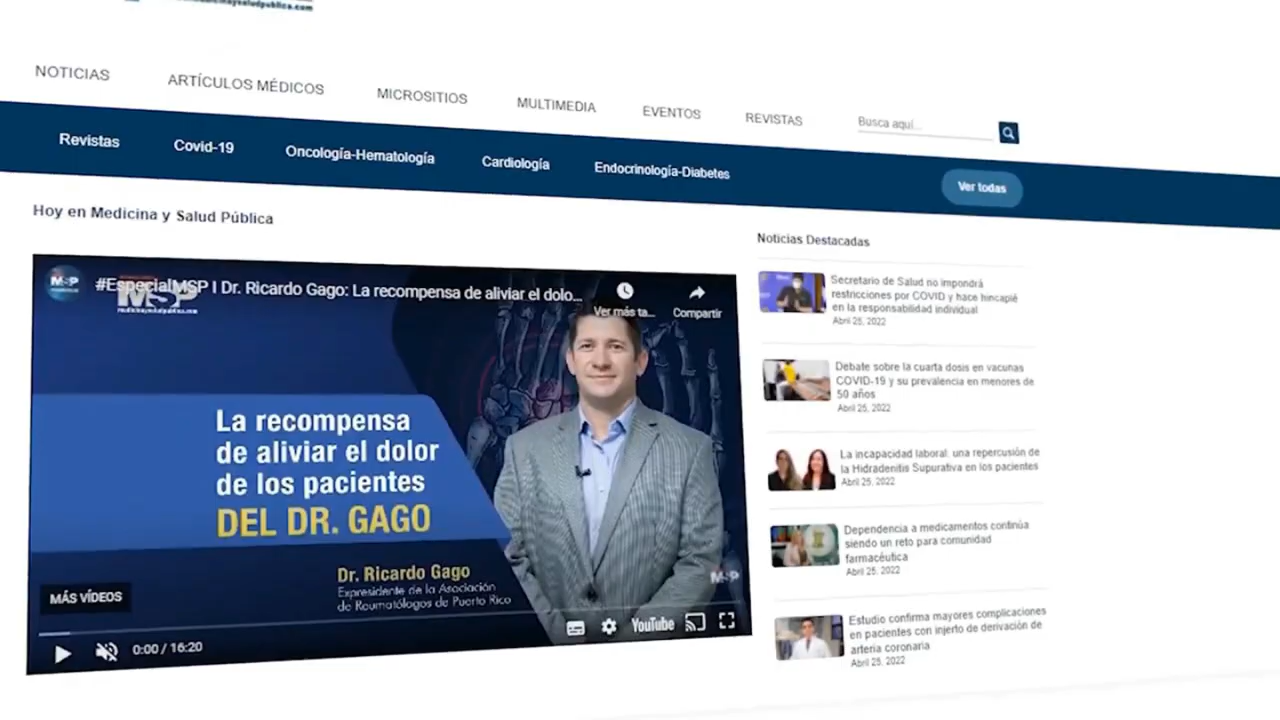 medicinaysaludpublica.com
NOTICIAS
ARTÍCULOS MÉDICOS
MICROSITIOS
MULTIMEDIA
EVENTOS
REVISTAS
Busca aquí...
Revistas
Covid-19
Oncología-Hematología
Cardiología
Endocrinología-Diabetes
Ver todas
Hoy en Medicina y Salud Pública
MSP
#EspecialMSP I Dr. Ricardo Gago: La recompensa de aliviar el dolo...
Ver más ta...
Compartir
MSP
medicinaysaludpublica.com
La recompensa
de aliviar el dolor
de los pacientes
DEL DR. GAGO
Dr. Ricardo Gago
Expresidente de la Asociación
de Reumatólogos de Puerto Rico
MSP
MÁS VÍDEOS
0:00 / 16:20
YouTube
Noticias Destacadas
Secretario de Salud no impondrá
restricciones por COVID y hace hincapié
en la responsabilidad individual
Abril 25, 2022
Debate sobre la cuarta dosis en vacunas
COVID-19 y su prevalencia en menores de
50 años
Abril 25, 2022
La incapacidad laboral: una repercusión de
la Hidradenitis Supurativa en los pacientes
Abril 25, 2022
Dependencia a medicamentos continúa
siendo un reto para comunidad
farmacéutica
Abril 25, 2022
Estudio confirma mayores complicaciones
en pacientes con injerto de derivación de
arteria coronaria
Abril 25, 2022